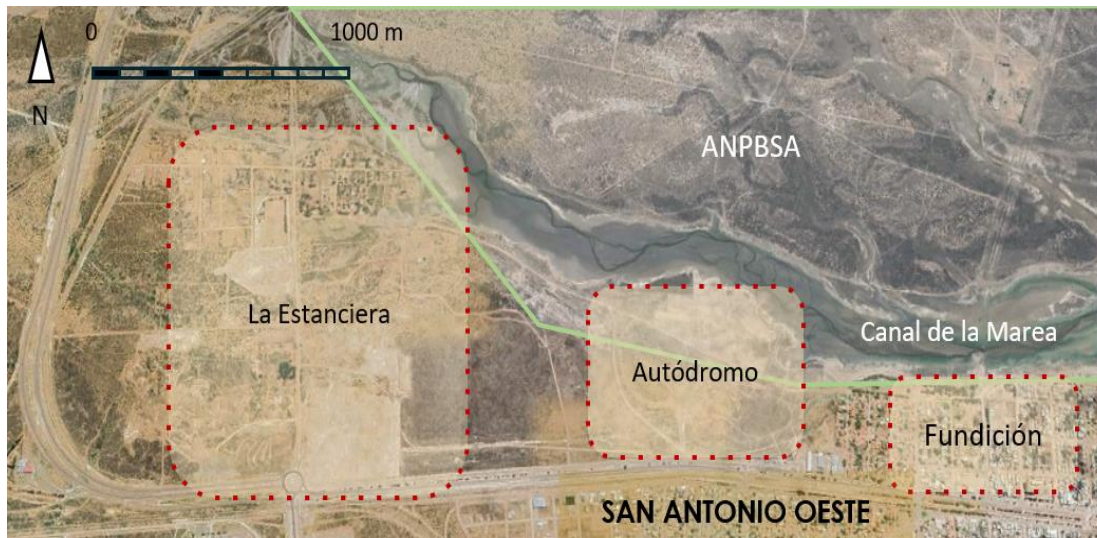 0 1000 m
N
ANPBSA
La Estanciera
Canal de la Marea
Autódromo
Fundición
SAN ANTONIO OESTE